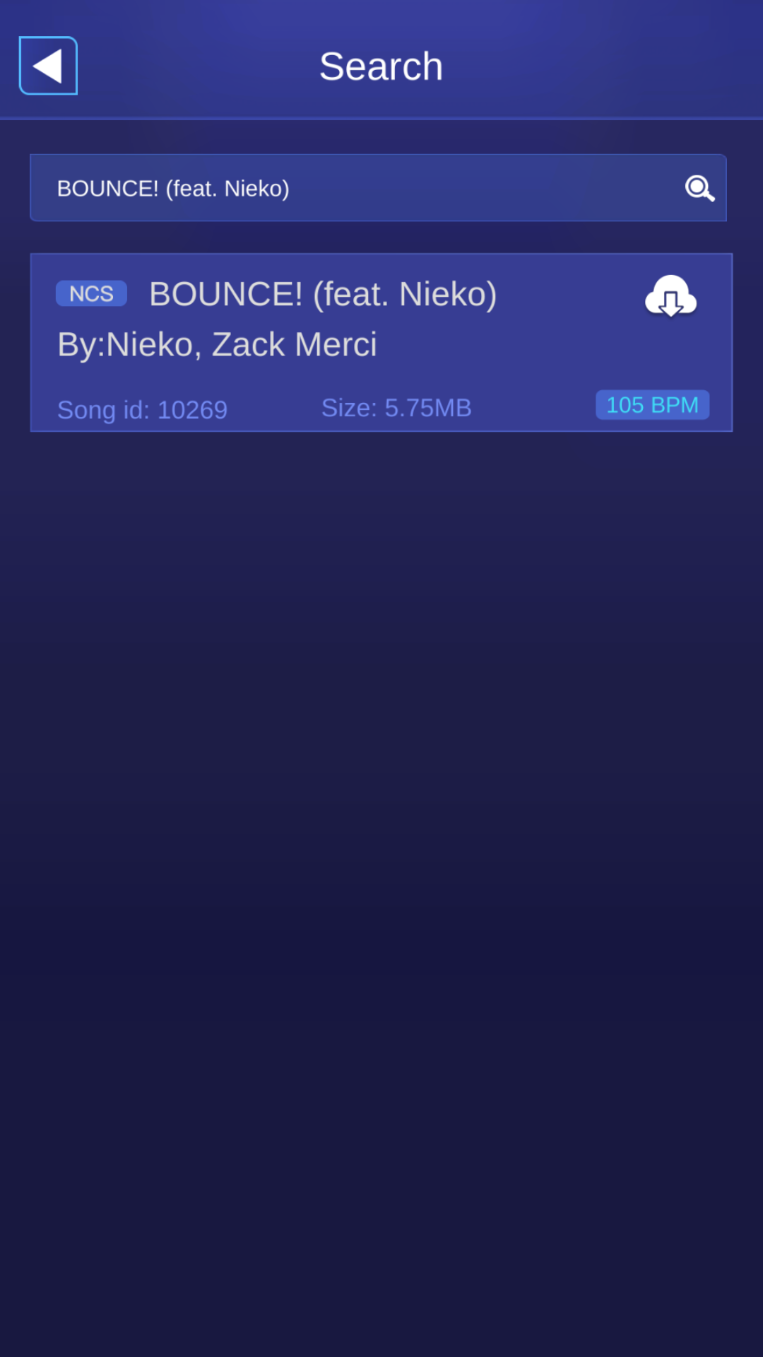 Search
BOUNCE! (feat. Nieko)
NCS BOUNCE! (feat. Nieko)
By:Nieko, Zack Merci
Song id: 10269 Size: 5.75MB 105 BPM